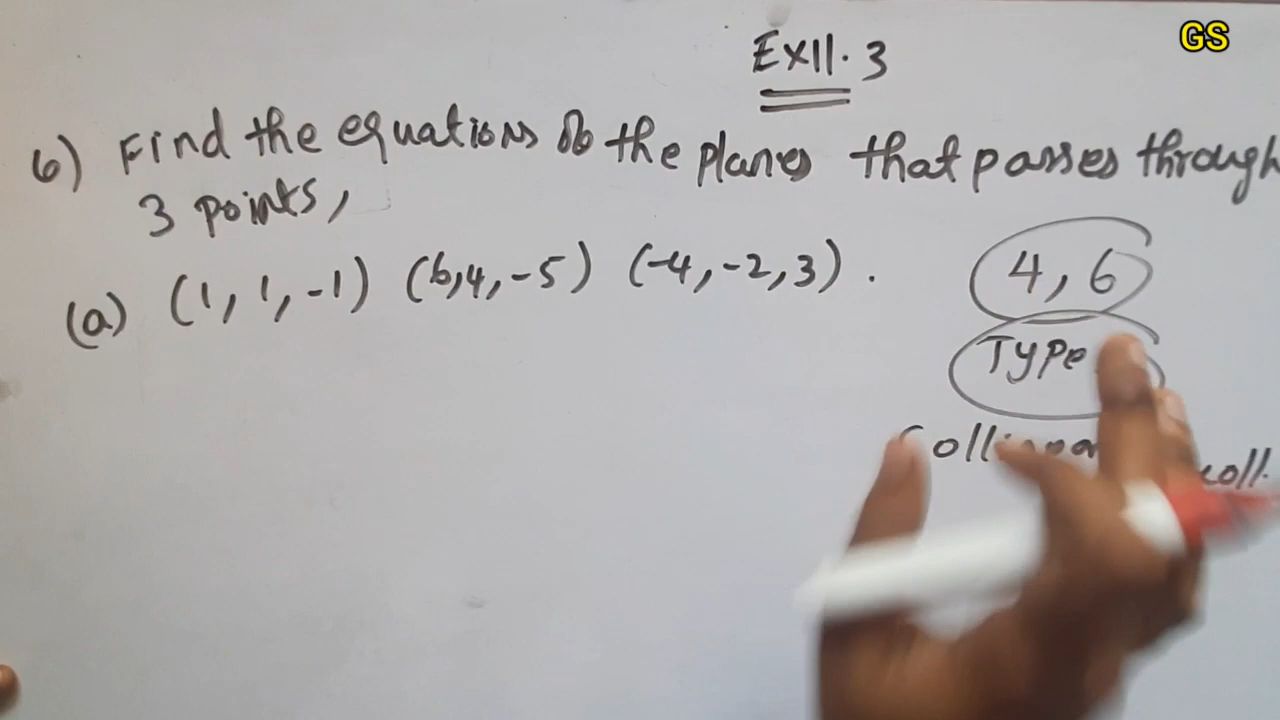 GS
EX11.3
6) Find the equations of the planes that passes through
3 points,
(a) (1, 1, -1) (6,4, -5) (-4, -2, 3) .
4, 6
Type
coll.